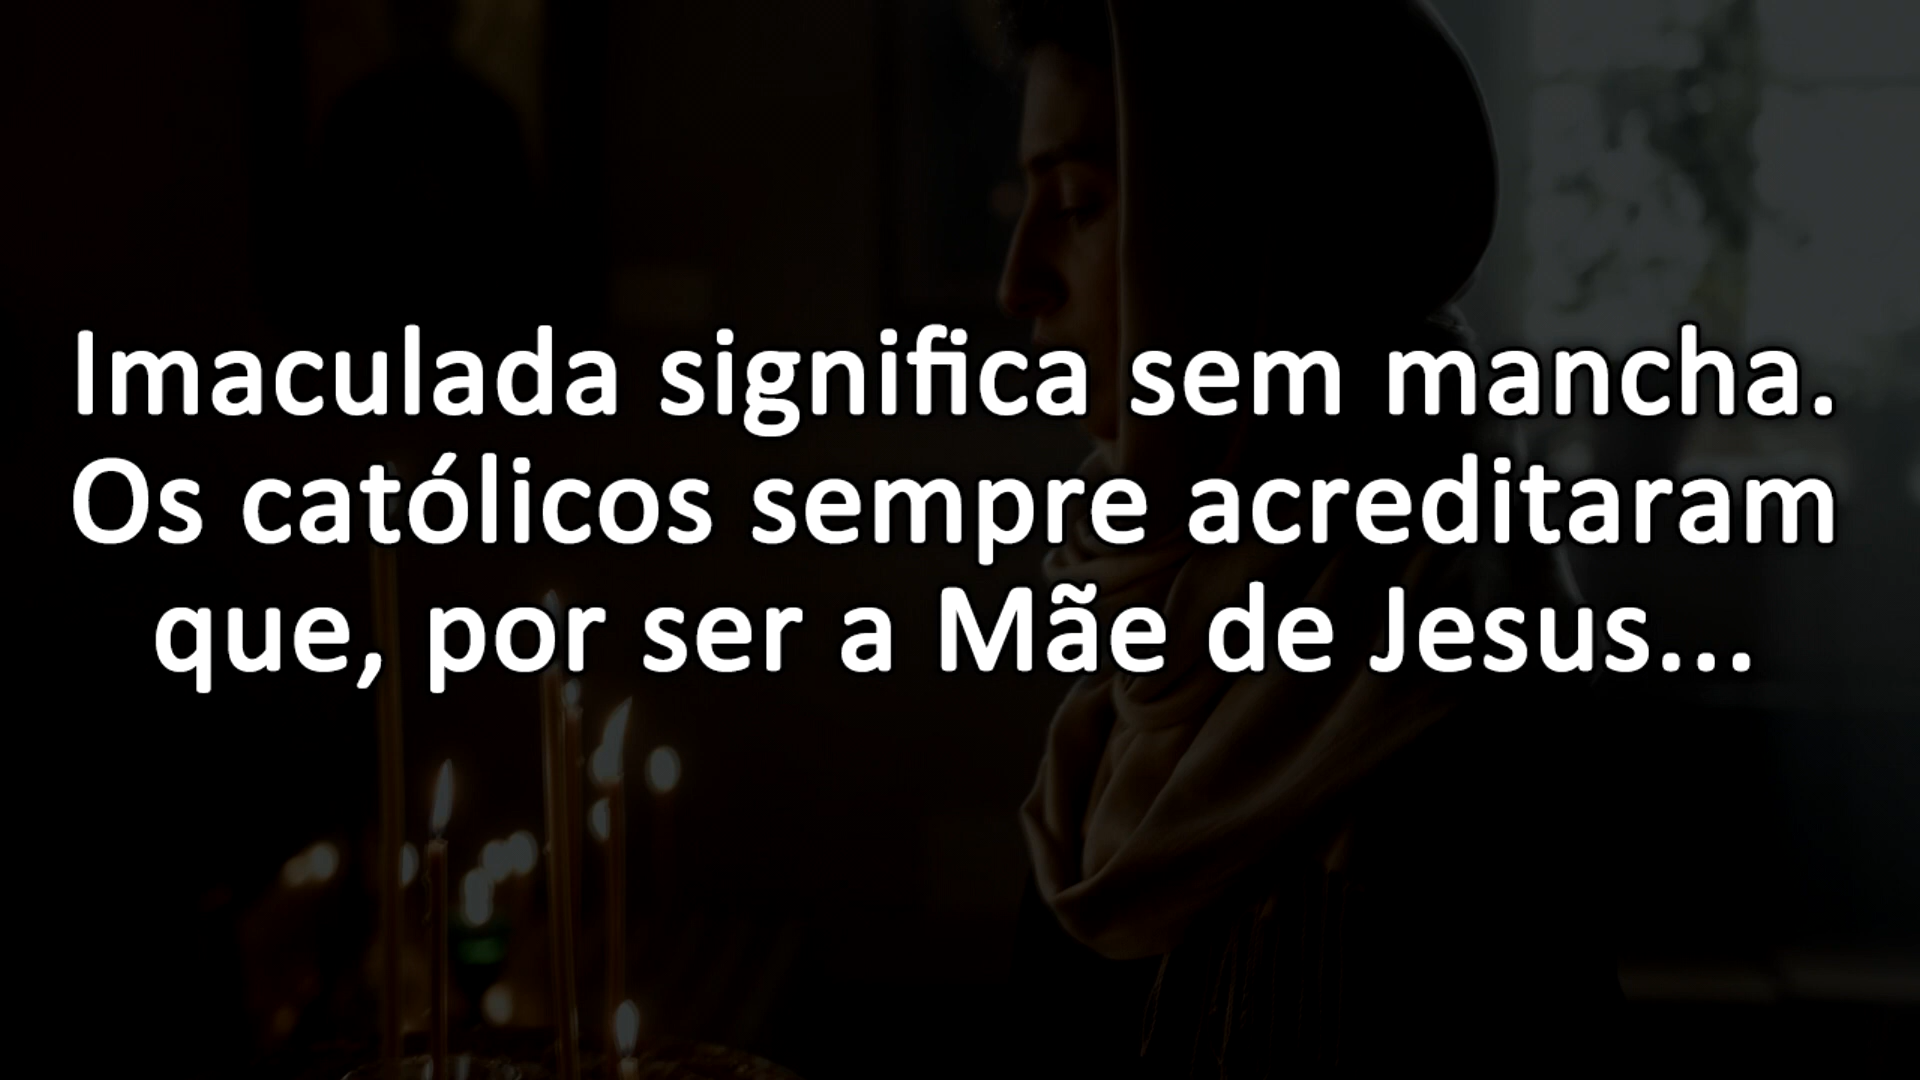 Imaculada significa sem mancha.
Os católicos sempre acreditaram
que, por ser a Mãe de Jesus...